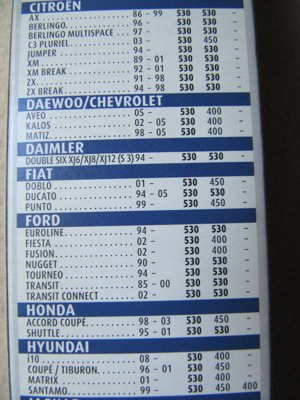 CITROËN
AX 86 - 99 530 530 -
BERLINGO 96 - 530 530 -
BERLINGO MULTISPACE 97 - 530 530 -
C3 PLURIEL 03 - 530 450 -
JUMPER 94 - 530 530 -
XM 89 - 01 530 530 -
XM BREAK 92 - 01 530 530 -
ZX 91 - 98 530 530 -
ZX BREAK 94 - 98 530 530 -
DAEWOO/CHEVROLET
AVEO 05 - 530 400 -
KALOS 02 - 05 530 400 -
MATIZ 98 - 05 530 400 -
DAIMLER
DOUBLE SIX XJ6/XJ8/XJ12 (S 3) 94 - 530 530 -
FIAT
DOBLÒ 01 - 530 450 -
DUCATO 94 - 05 530 530 -
PUNTO 99 - 530 450 -
FORD
EUROLINE 94 - 530 530 -
FIESTA 02 - 530 400 -
FUSION 02 - 530 400 -
NUGGET 90 - 530 530 -
TOURNEO 94 - 530 530 -
TRANSIT 85 - 00 530 530 -
TRANSIT CONNECT 02 - 530 530 -
HONDA
ACCORD COUPÉ 98 - 03 530 450 -
SHUTTLE 95 - 01 530 530 -
HYUNDAI
i10 08 - 530 400 -
COUPÉ / TIBURON 96 - 01 530 450 -
MATRIX 01 - 530 400 -
SANTAMO 99 - 530 450 400